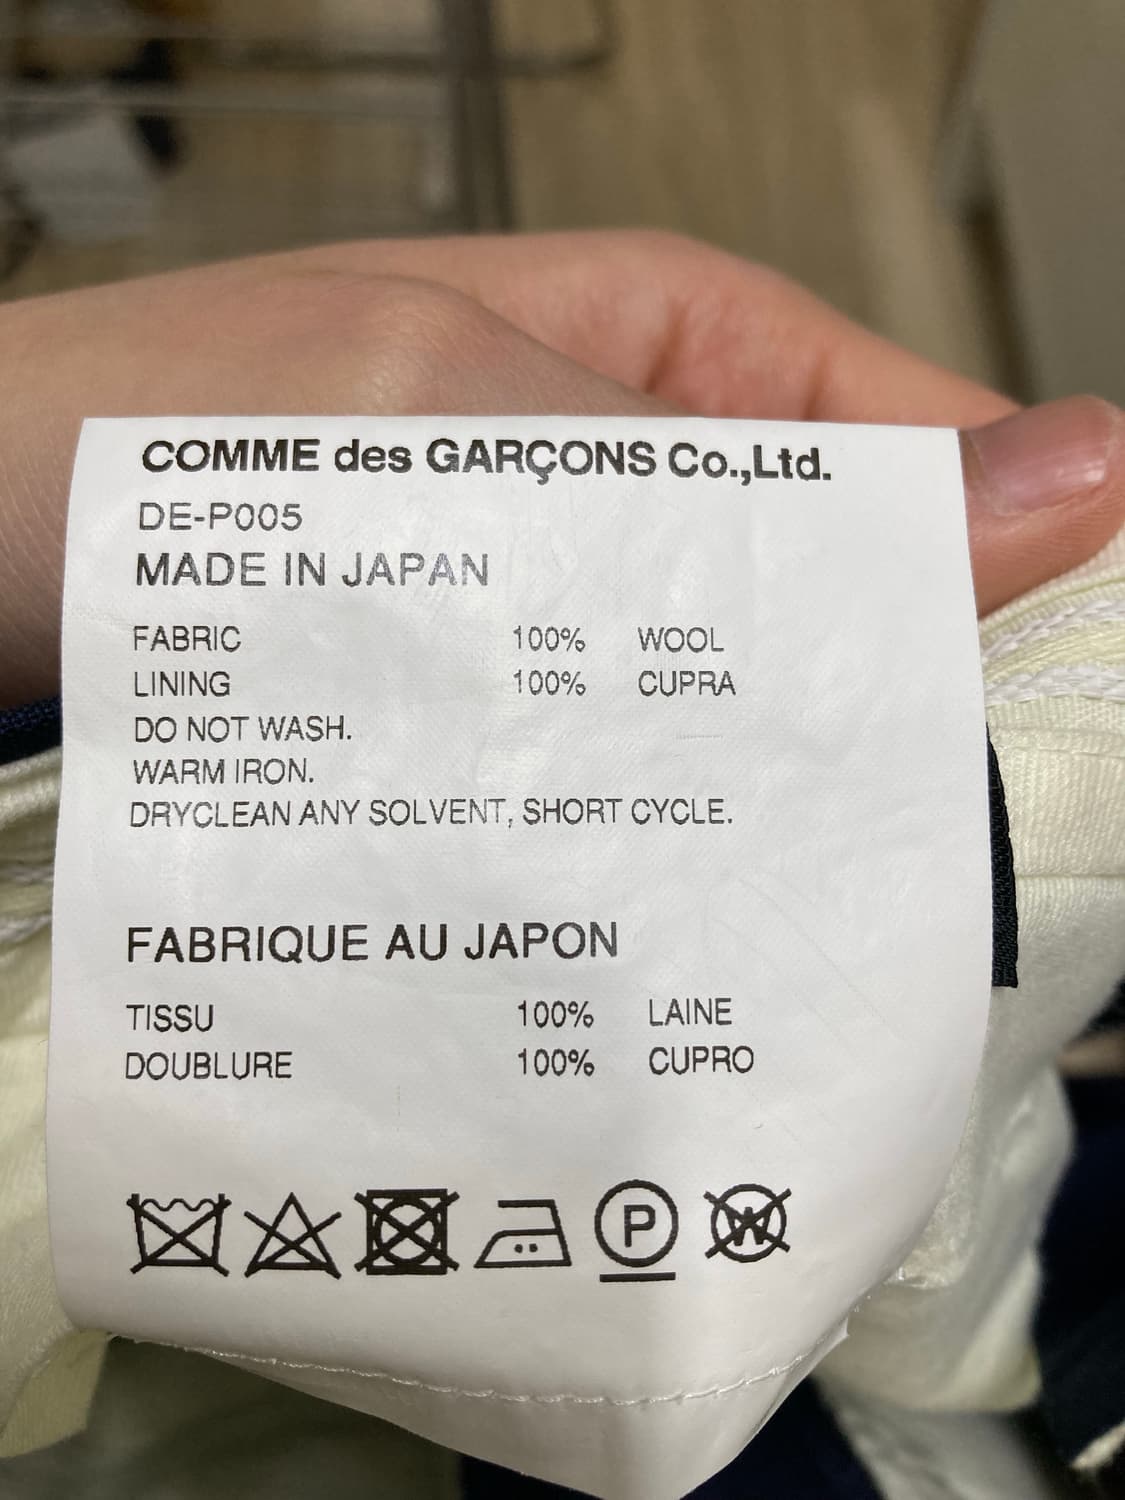 COMME des GARÇONS Co.,Ltd.
DE-P005
MADE IN JAPAN
FABRIC 100% WOOL
LINING 100% CUPRA
DO NOT WASH.
WARM IRON.
DRYCLEAN ANY SOLVENT, SHORT CYCLE.
FABRIQUE AU JAPON
TISSU 100% LAINE
DOUBLURE 100% CUPRO
P W